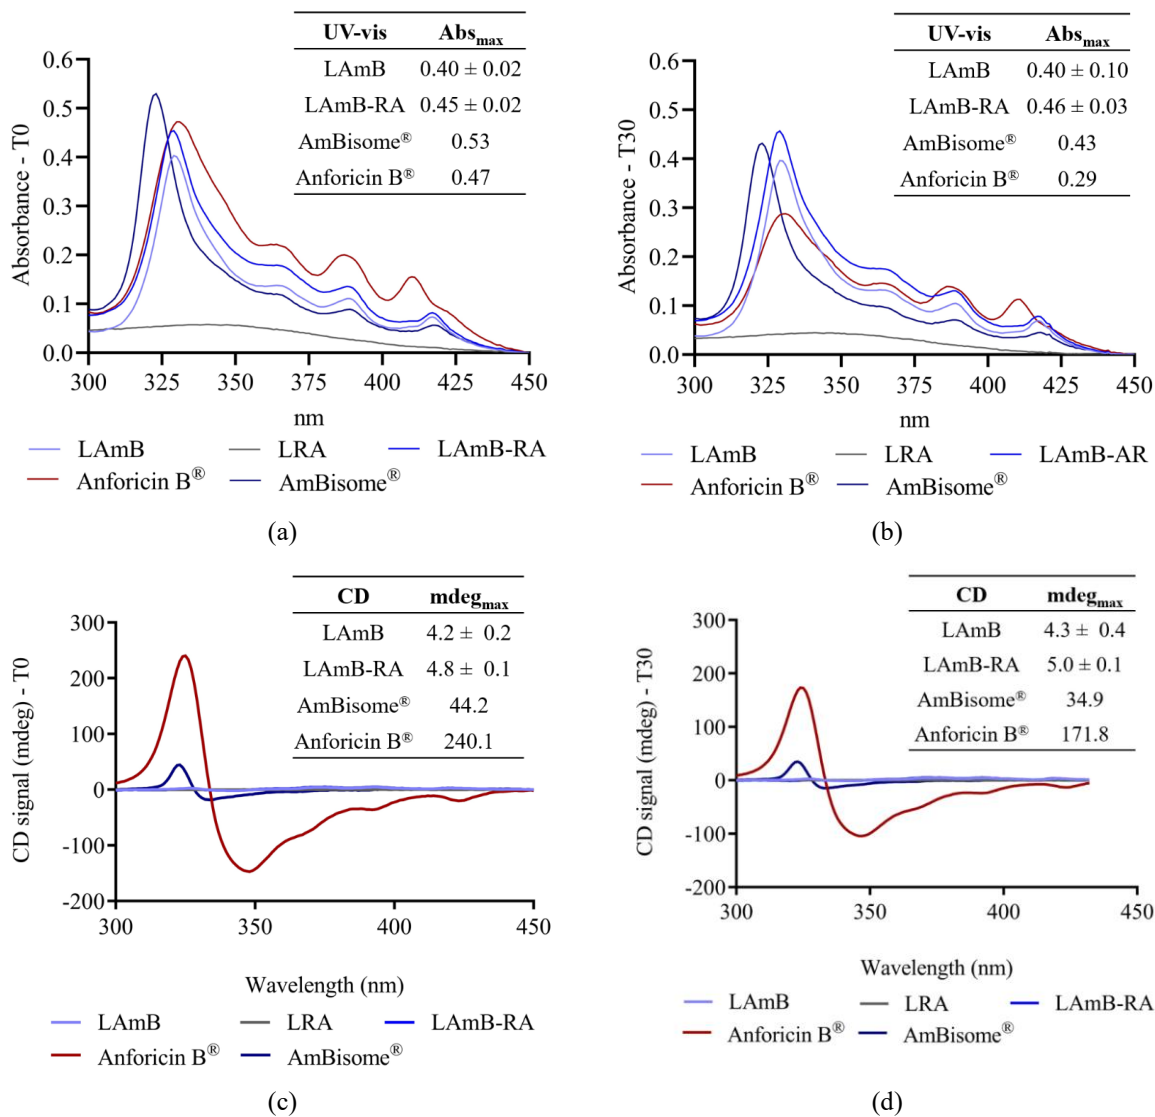 UV-vis Abs_max
LAmB 0.40 ± 0.02
LAmB-RA 0.45 ± 0.02
AmBisome® 0.53
Anforicin B® 0.47
Absorbance - T0
0.6
0.5
0.4
0.3
0.2
0.1
0.0
300 325 350 375 400 425 450
nm
LAmB LRA LAmB-RA
Anforicin B® AmBisome®
(a)
UV-vis Abs_max
LAmB 0.40 ± 0.10
LAmB-RA 0.46 ± 0.03
AmBisome® 0.43
Anforicin B® 0.29
Absorbance - T30
0.6
0.5
0.4
0.3
0.2
0.1
0.0
300 325 350 375 400 425 450
nm
LAmB LRA LAmB-AR
Anforicin B® AmBisome®
(b)
CD mdeg_max
LAmB 4.2 ± 0.2
LAmB-RA 4.8 ± 0.1
AmBisome® 44.2
Anforicin B® 240.1
CD signal (mdeg) - T0
300
200
100
0
-100
-200
300 350 400 450
Wavelength (nm)
LAmB LRA LAmB-RA
Anforicin B® AmBisome®
(c)
CD mdeg_max
LAmB 4.3 ± 0.4
LAmB-RA 5.0 ± 0.1
AmBisome® 34.9
Anforicin B® 171.8
CD signal (mdeg) - T30
300
200
100
0
-100
-200
300 350 400 450
Wavelength (nm)
LAmB LRA LAmB-RA
Anforicin B® AmBisome®
(d)